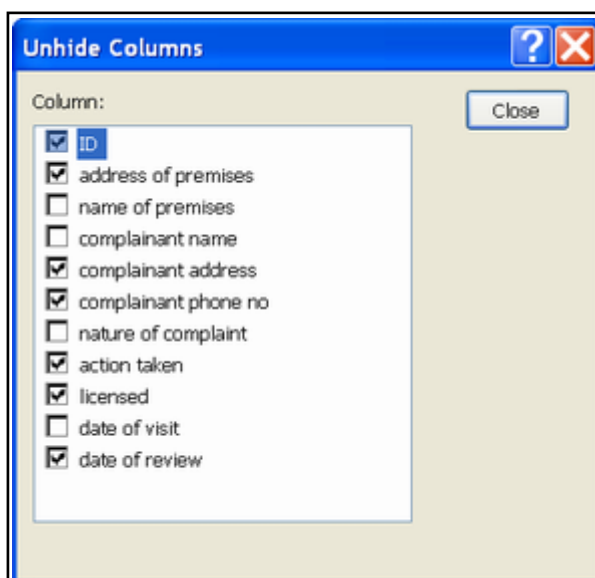 Unhide Columns
Column:
Close
ID
address of premises
name of premises
complainant name
complainant address
complainant phone no
nature of complaint
action taken
licensed
date of visit
date of review